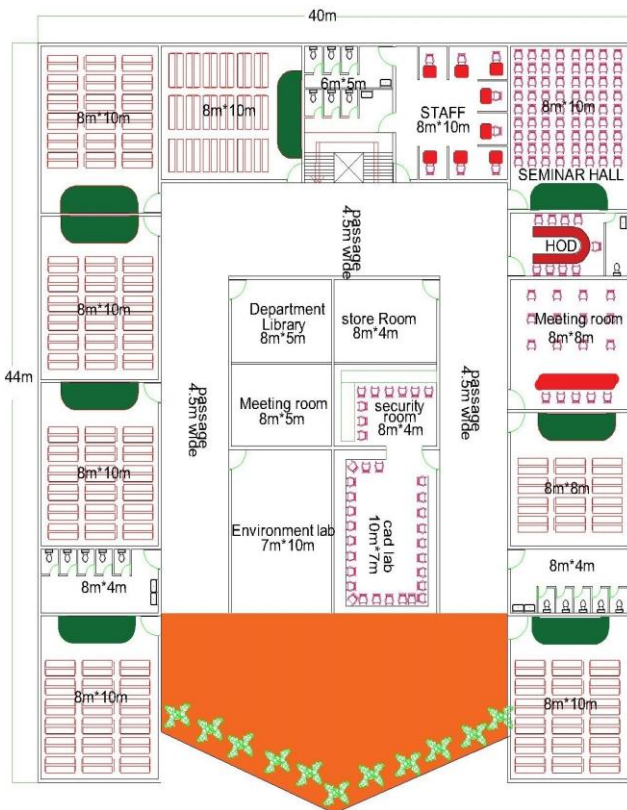 40m
44m
8m*10m
8m*10m
6m*5m
STAFF
8m*10m
8m*10m
SEMINAR HALL
HOD
passage
4.5m wide
8m*10m
Department
Library
8m*5m
store Room
8m*4m
Meeting room
8m*8m
passage
4.5m wide
passage
4.5m wide
Meeting room
8m*5m
security
room
8m*4m
8m*10m
8m*8m
Environment lab
7m*10m
cad lab
10m*7m
8m*4m
8m*4m
8m*10m
8m*10m